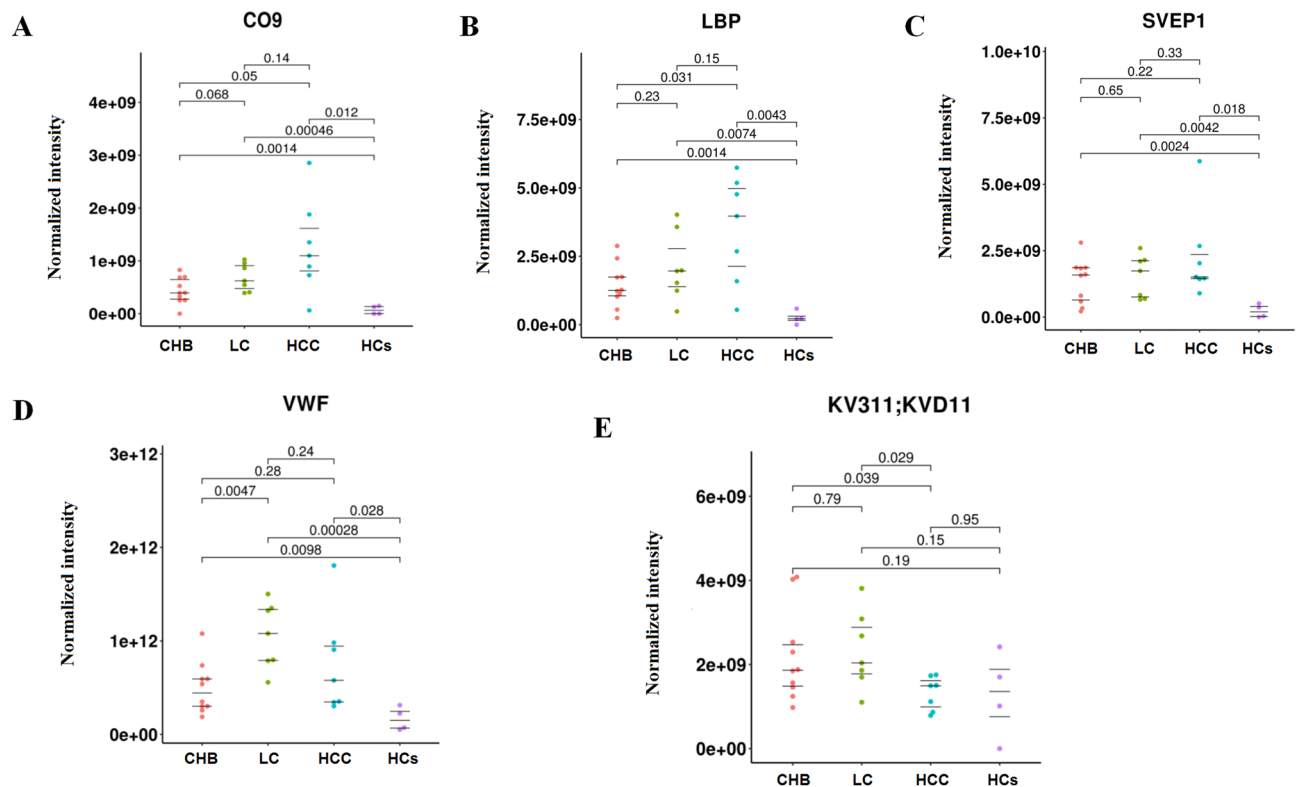 A
CO9
Normalized intensity
4e+09
3e+09
2e+09
1e+09
0e+00
0.14
0.05
0.068
0.012
0.00046
0.0014
CHB LC HCC HCs
B
LBP
Normalized intensity
7.5e+09
5.0e+09
2.5e+09
0.0e+00
0.15
0.031
0.23
0.0043
0.0074
0.0014
CHB LC HCC HCs
C
SVEP1
Normalized intensity
1.0e+10
7.5e+09
5.0e+09
2.5e+09
0.0e+00
0.33
0.22
0.65
0.018
0.0042
0.0024
CHB LC HCC HCs
D
VWF
Normalized intensity
3e+12
2e+12
1e+12
0e+00
0.24
0.28
0.0047
0.028
0.00028
0.0098
CHB LC HCC HCs
E
KV311;KVD11
Normalized intensity
6e+09
4e+09
2e+09
0e+00
0.029
0.039
0.79
0.95
0.15
0.19
CHB LC HCC HCs